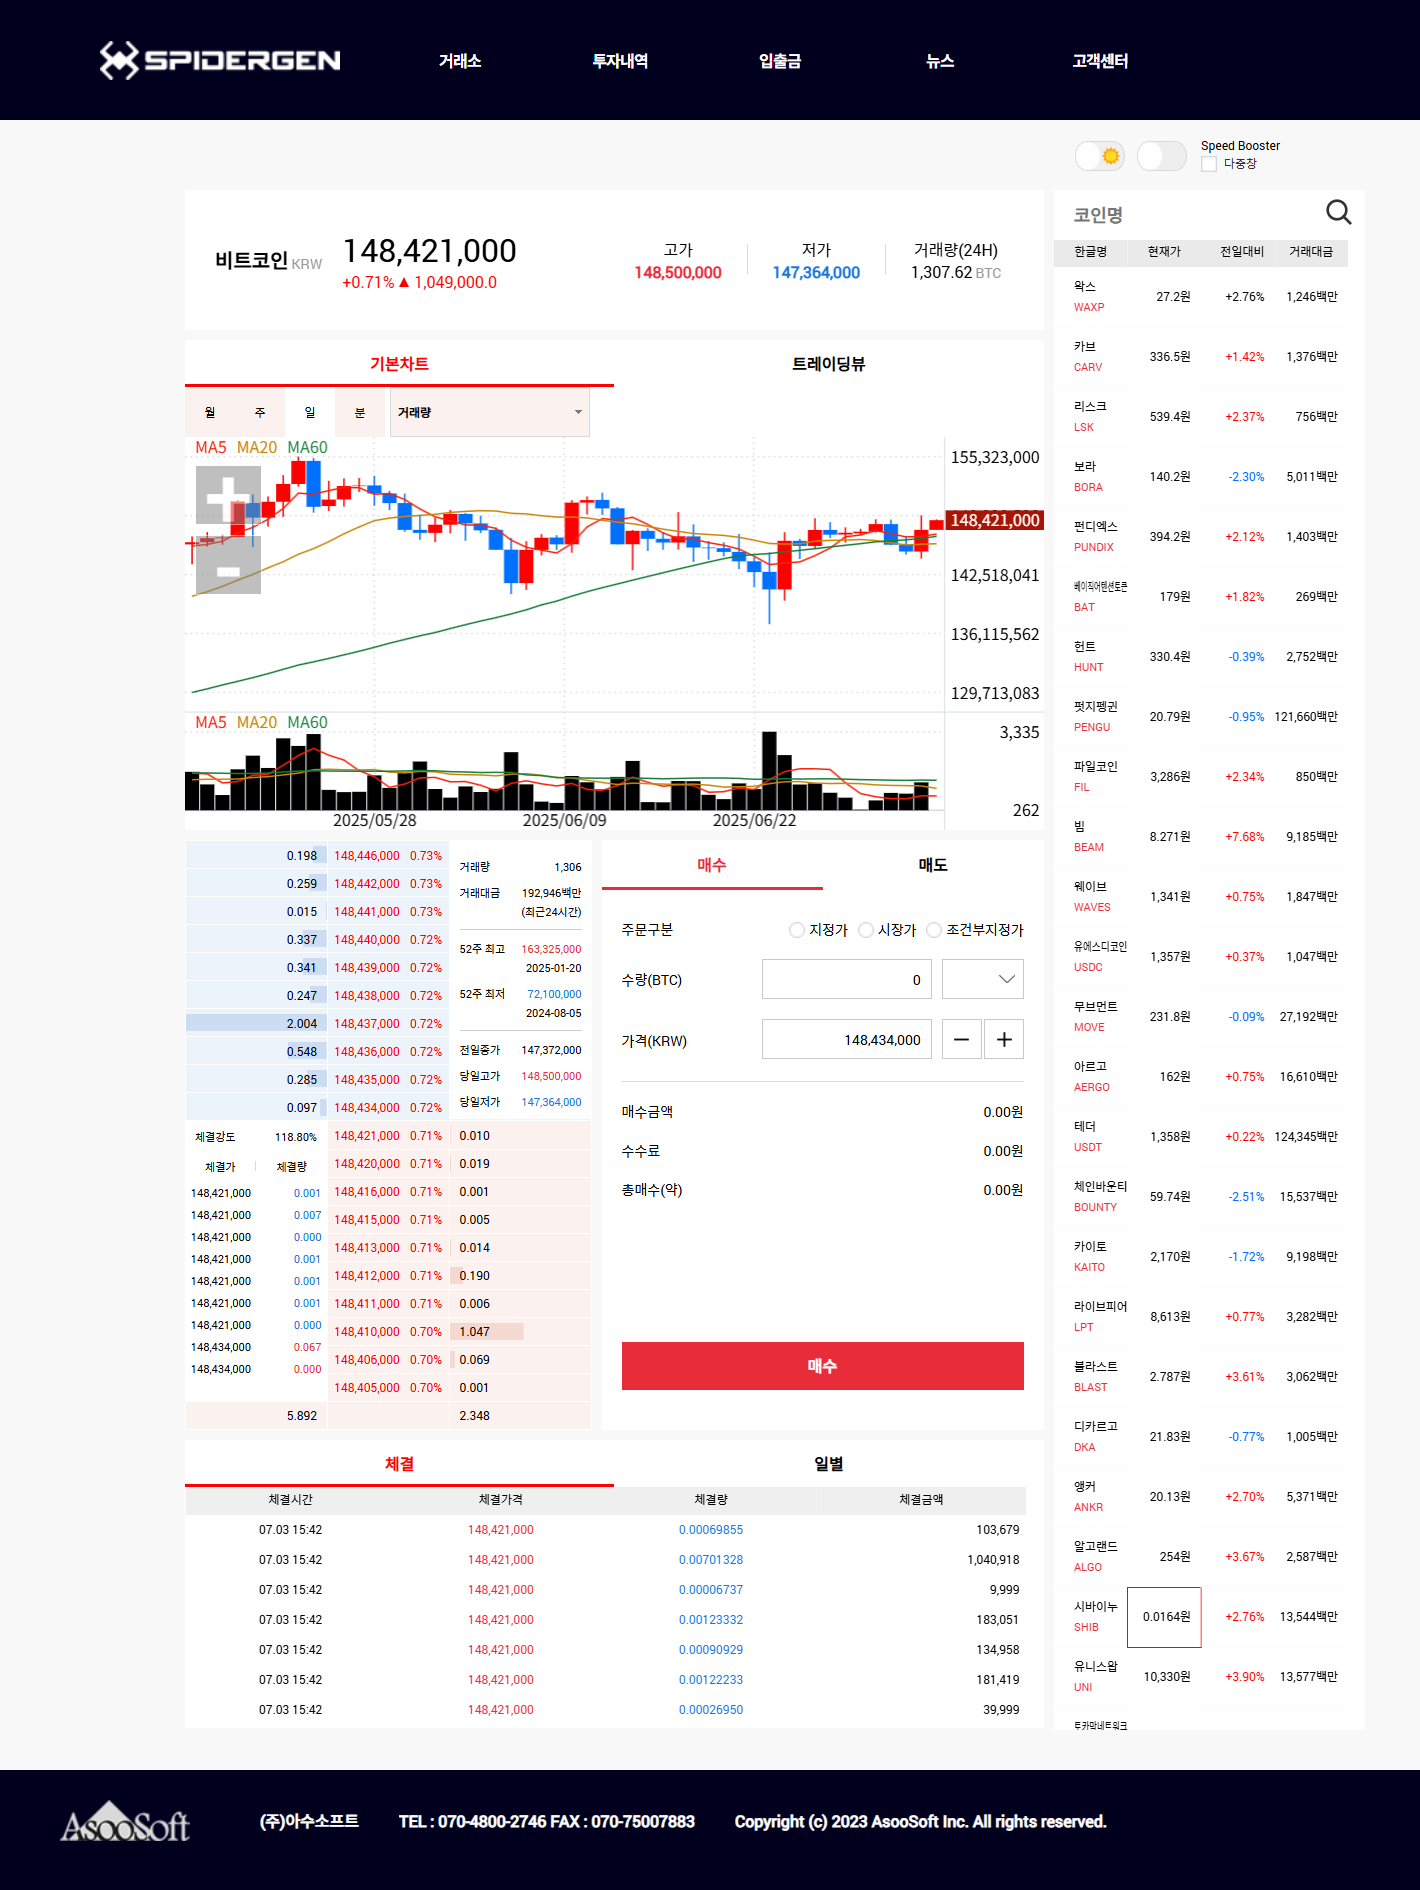 SPIDERGEN
거래소 투자내역 입출금 뉴스 고객센터
Speed Booster
다중창
비트코인 KRW 148,421,000
+0.71% ▲ 1,049,000.0
고가 저가 거래량(24H)
148,500,000 147,364,000 1,307.62 BTC
기본차트 트레이딩뷰
월 주 일 분 거래량
MA5 MA20 MA60
+
-
155,323,000
148,421,000
142,518,041
136,115,562
129,713,083
MA5 MA20 MA60
3,335
262
2025/05/28 2025/06/09 2025/06/22
0.198 148,446,000 0.73%
0.259 148,442,000 0.73%
0.015 148,441,000 0.73%
0.337 148,440,000 0.72%
0.341 148,439,000 0.72%
0.247 148,438,000 0.72%
2.004 148,437,000 0.72%
0.548 148,436,000 0.72%
0.285 148,435,000 0.72%
0.097 148,434,000 0.72%
거래량 1,306
거래대금 192,946백만
(최근24시간)
52주 최고 163,325,000
2025-01-20
52주 최저 72,100,000
2024-08-05
전일종가 147,372,000
당일고가 148,500,000
당일저가 147,364,000
체결강도 118.80%
체결가 체결량
148,421,000 0.001
148,421,000 0.007
148,421,000 0.000
148,421,000 0.001
148,421,000 0.001
148,421,000 0.001
148,421,000 0.000
148,434,000 0.067
148,434,000 0.000
148,421,000 0.71% 0.010
148,420,000 0.71% 0.019
148,416,000 0.71% 0.001
148,415,000 0.71% 0.005
148,413,000 0.71% 0.014
148,412,000 0.71% 0.190
148,411,000 0.71% 0.006
148,410,000 0.70% 1.047
148,406,000 0.70% 0.069
148,405,000 0.70% 0.001
5.892 2.348
매수 매도
주문구분 지정가 시장가 조건부지정가
수량(BTC) 0
가격(KRW) 148,434,000 − +
매수금액 0.00원
수수료 0.00원
총매수(약) 0.00원
매수
체결 일별
체결시간 체결가격 체결량 체결금액
07.03 15:42 148,421,000 0.00069855 103,679
07.03 15:42 148,421,000 0.00701328 1,040,918
07.03 15:42 148,421,000 0.00006737 9,999
07.03 15:42 148,421,000 0.00123332 183,051
07.03 15:42 148,421,000 0.00090929 134,958
07.03 15:42 148,421,000 0.00122233 181,419
07.03 15:42 148,421,000 0.00026950 39,999
코인명
한글명 현재가 전일대비 거래대금
왁스 WAXP 27.2원 +2.76% 1,246백만
카브 CARV 336.5원 +1.42% 1,376백만
리스크 LSK 539.4원 +2.37% 756백만
보라 BORA 140.2원 -2.30% 5,011백만
펀디엑스 PUNDIX 394.2원 +2.12% 1,403백만
베이직어텐션토큰 BAT 179원 +1.82% 269백만
헌트 HUNT 330.4원 -0.39% 2,752백만
펏지펭귄 PENGU 20.79원 -0.95% 121,660백만
파일코인 FIL 3,286원 +2.34% 850백만
빔 BEAM 8.271원 +7.68% 9,185백만
웨이브 WAVES 1,341원 +0.75% 1,847백만
유에스디코인 USDC 1,357원 +0.37% 1,047백만
무브먼트 MOVE 231.8원 -0.09% 27,192백만
아르고 AERGO 162원 +0.75% 16,610백만
테더 USDT 1,358원 +0.22% 124,345백만
체인바운티 BOUNTY 59.74원 -2.51% 15,537백만
카이토 KAITO 2,170원 -1.72% 9,198백만
라이브피어 LPT 8,613원 +0.77% 3,282백만
블라스트 BLAST 2.787원 +3.61% 3,062백만
디카르고 DKA 21.83원 -0.77% 1,005백만
앵커 ANKR 20.13원 +2.70% 5,371백만
알고랜드 ALGO 254원 +3.67% 2,587백만
시바이누 SHIB 0.0164원 +2.76% 13,544백만
유니스왑 UNI 10,330원 +3.90% 13,577백만
토카막네트워크
AsooSoft (주)아수소프트 TEL : 070-4800-2746 FAX : 070-75007883 Copyright (c) 2023 AsooSoft Inc. All rights reserved.